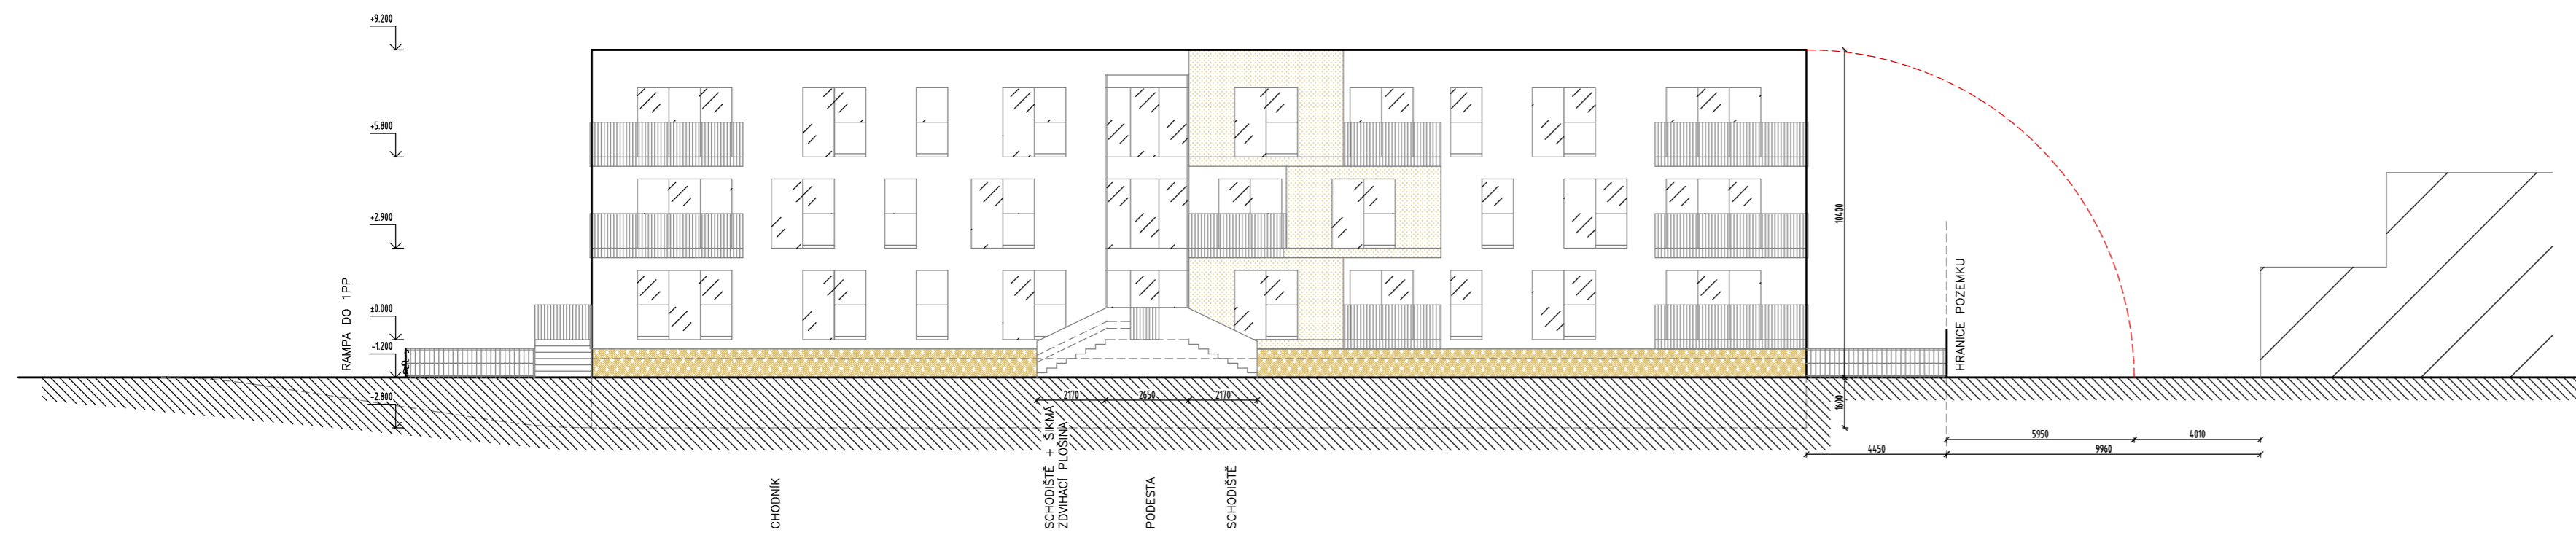 +9.200
+5.800
+2.900
±0.000
-1.200
-2.800
RAMPA DO 1PP
10400
1600
HRANICE POZEMKU
2170
2650
2170
5950
4010
4450
9960
CHODNÍK
SCHODIŠTĚ + ŠIKMÁ
ZDVIHACÍ PLOŠINA
PODESTA
SCHODIŠTĚ